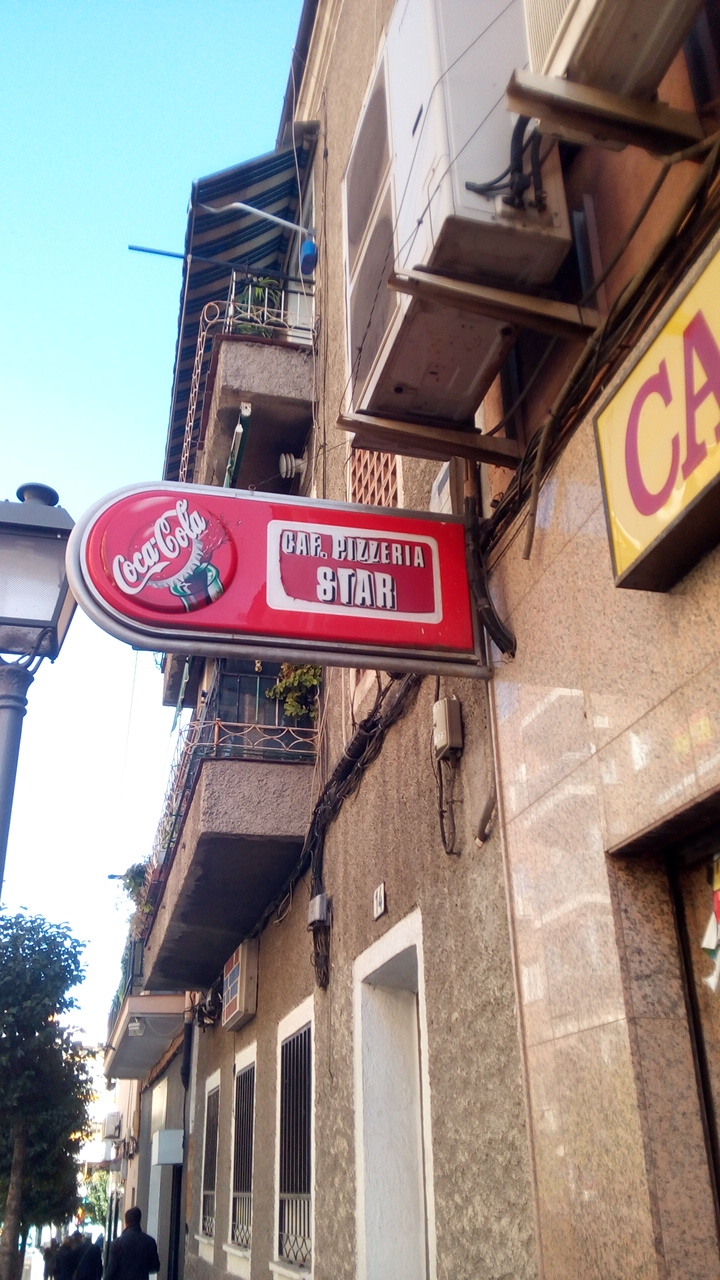 Coca-Cola
CAF. PIZZERIA
STAR
CA